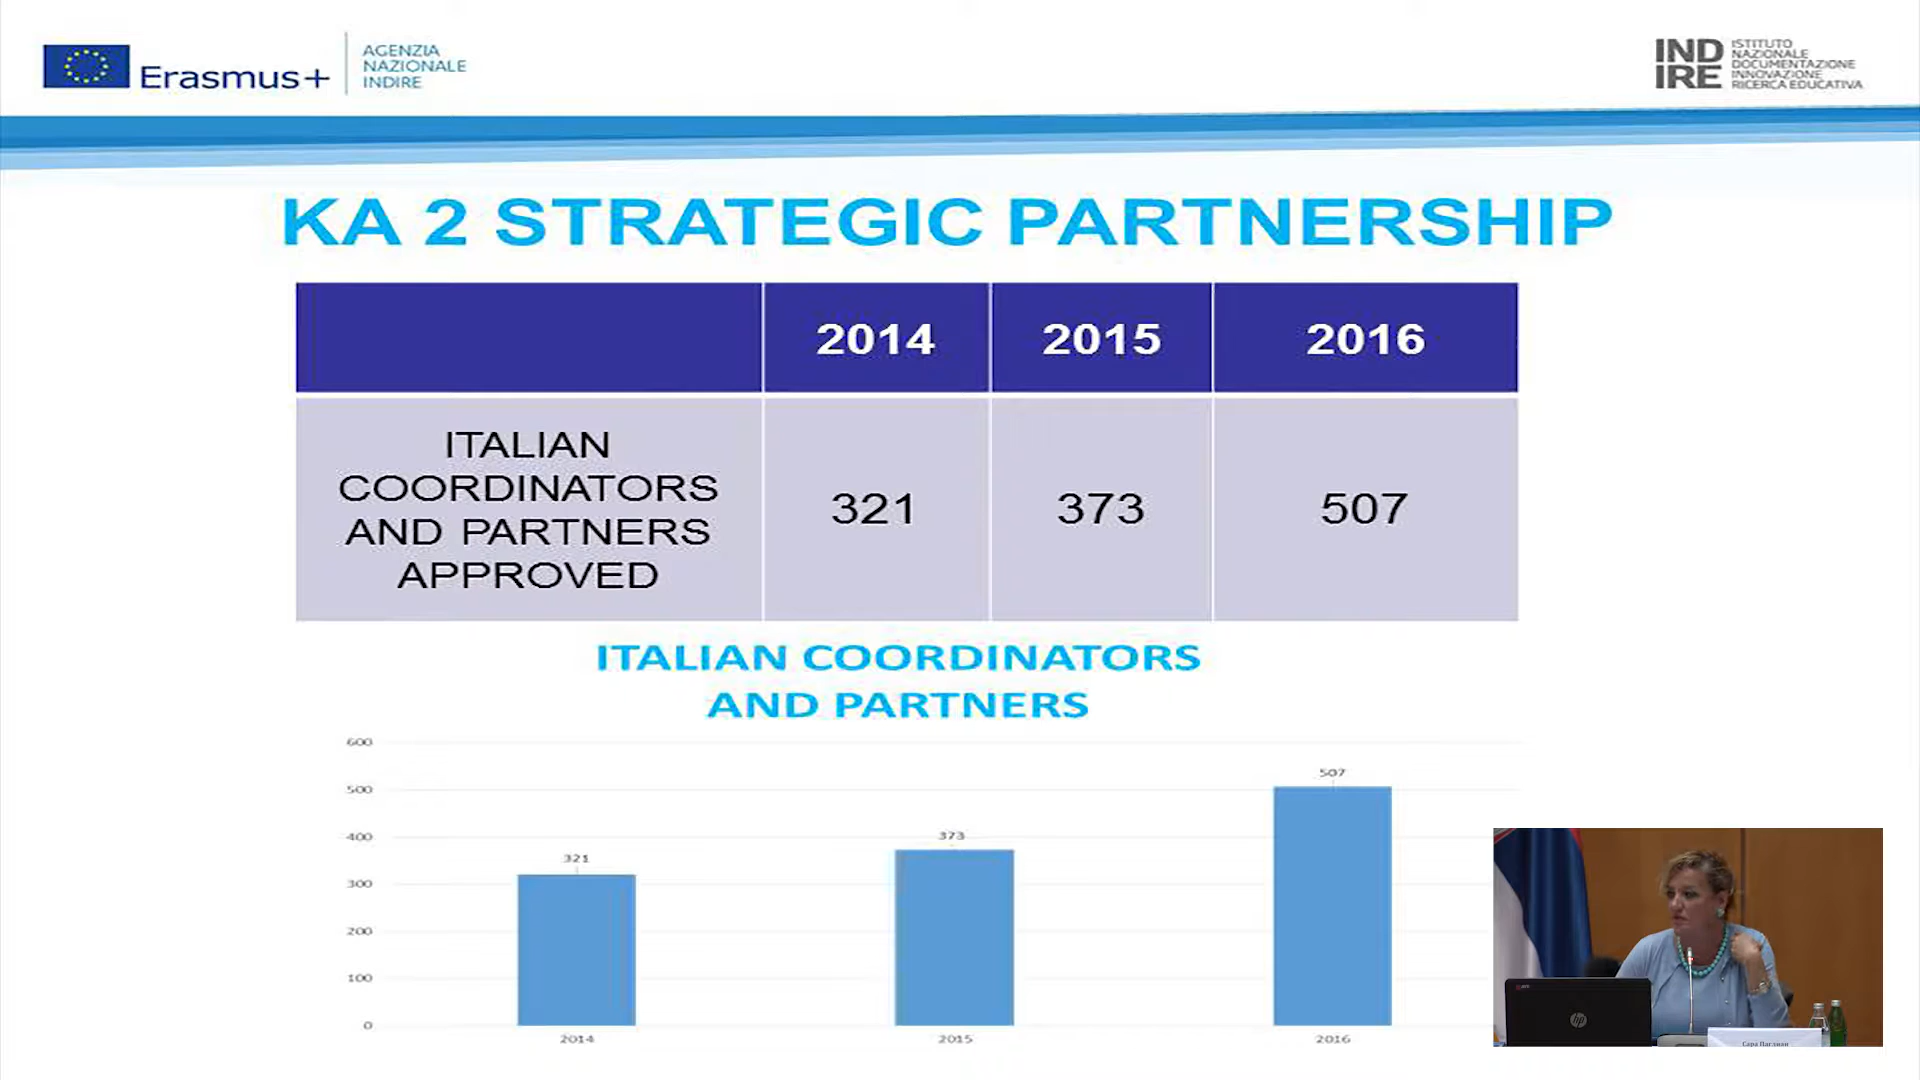 Erasmus+
AGENZIA
NAZIONALE
INDIRE
IND
IRE
ISTITUTO
NAZIONALE
DOCUMENTAZIONE
INNOVAZIONE
RICERCA EDUCATIVA
KA 2 STRATEGIC PARTNERSHIP
2014 2015 2016
ITALIAN
COORDINATORS
AND PARTNERS
APPROVED
321 373 507
ITALIAN COORDINATORS
AND PARTNERS
600
500
400
300
200
100
0
321
373
507
2014 2015 2016
hp